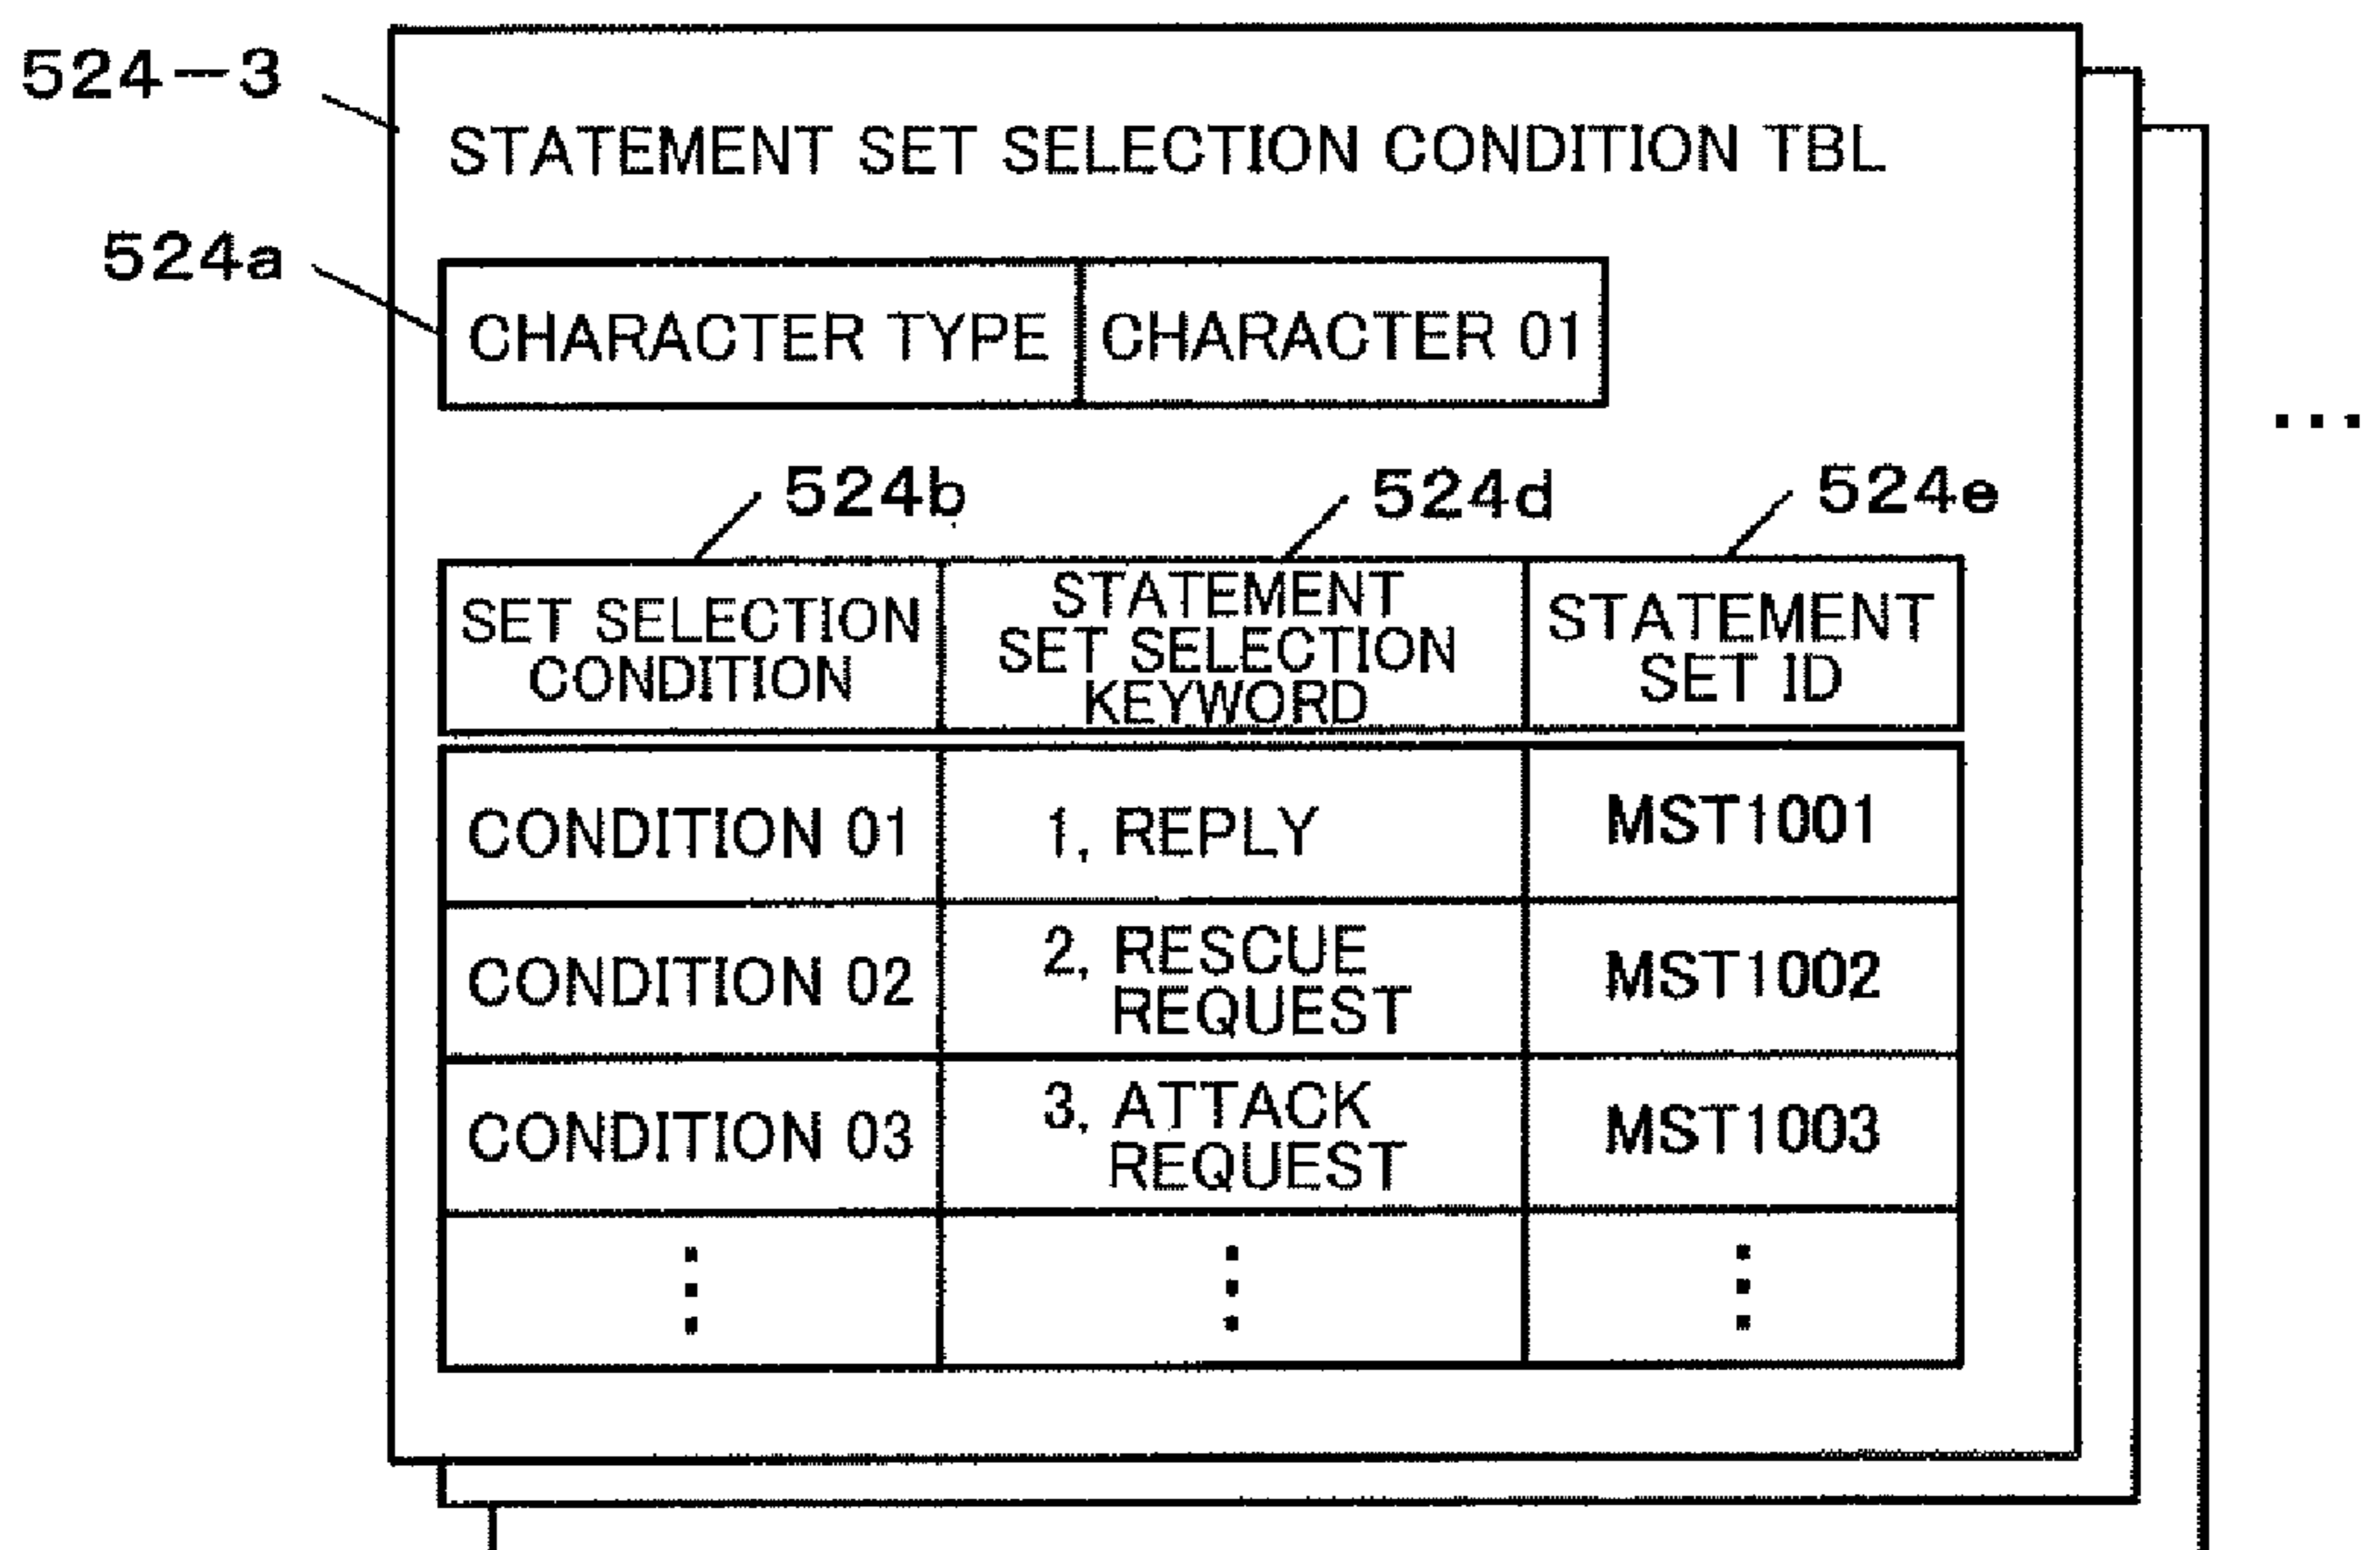 524-3
STATEMENT SET SELECTION CONDITION TBL
524a
CHARACTER TYPE CHARACTER 01
...
524b 524d 524e
SET SELECTION
CONDITION
STATEMENT
SET SELECTION
KEYWORD
STATEMENT
SET ID
CONDITION 01 1, REPLY MST1001
CONDITION 02 2, RESCUE
REQUEST MST1002
CONDITION 03 3, ATTACK
REQUEST MST1003